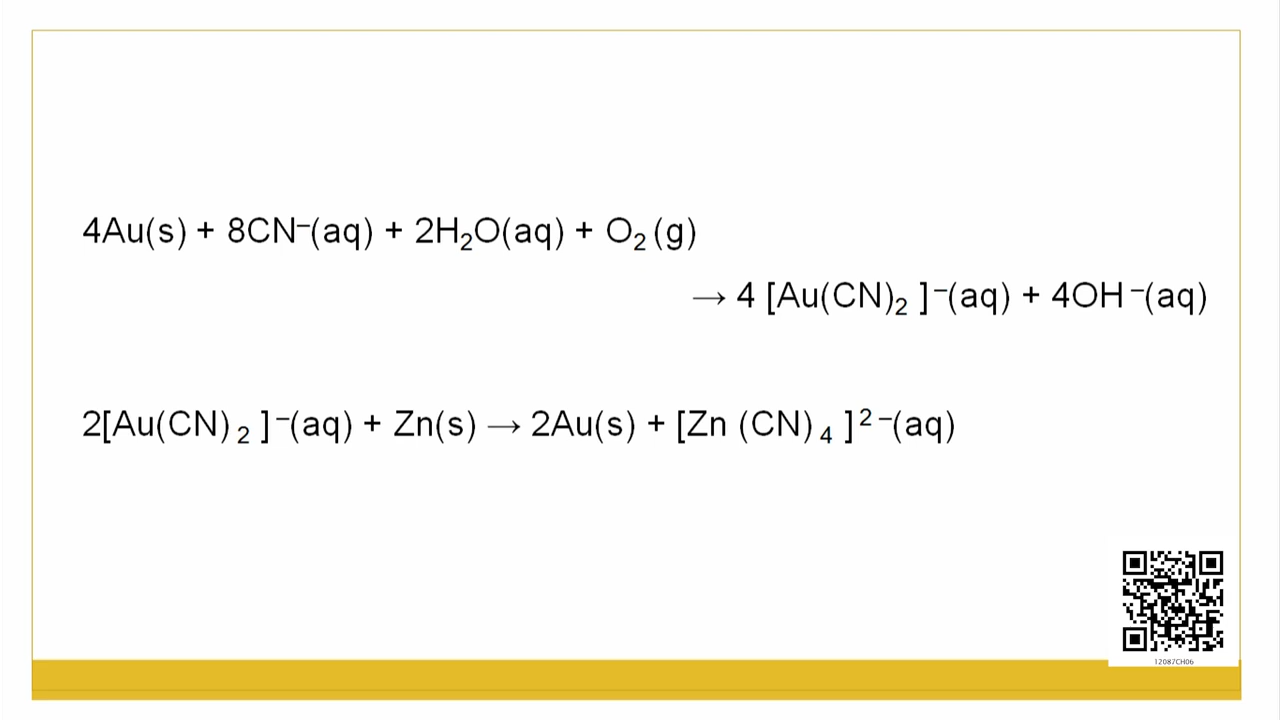 4Au(s) + 8CN⁻(aq) + 2H₂O(aq) + O₂ (g)
→ 4 [Au(CN)₂ ]⁻(aq) + 4OH ⁻(aq)
2[Au(CN) ₂ ]⁻(aq) + Zn(s) → 2Au(s) + [Zn (CN) ₄ ]²⁻(aq)
12087CH06